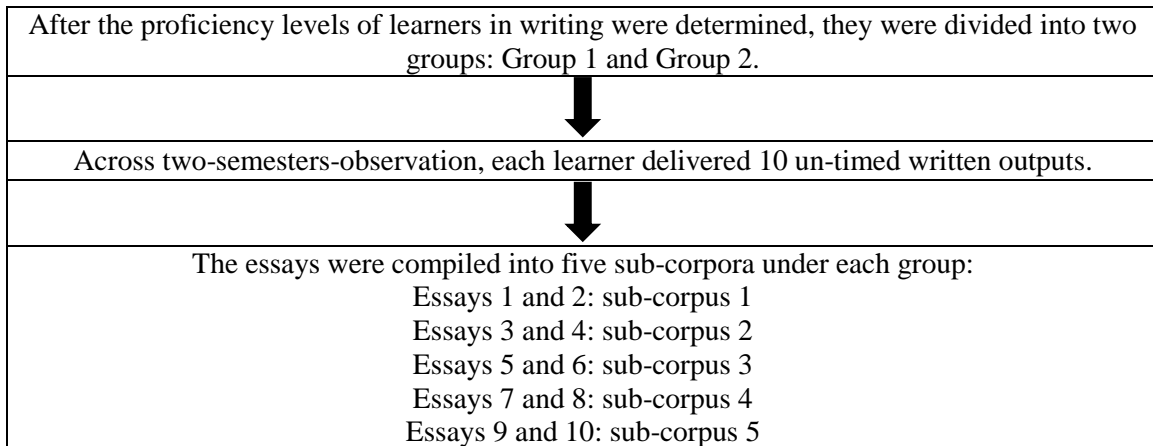 After the proficiency levels of learners in writing were determined, they were divided into two
groups: Group 1 and Group 2.
Across two-semesters-observation, each learner delivered 10 un-timed written outputs.
The essays were compiled into five sub-corpora under each group:
Essays 1 and 2: sub-corpus 1
Essays 3 and 4: sub-corpus 2
Essays 5 and 6: sub-corpus 3
Essays 7 and 8: sub-corpus 4
Essays 9 and 10: sub-corpus 5